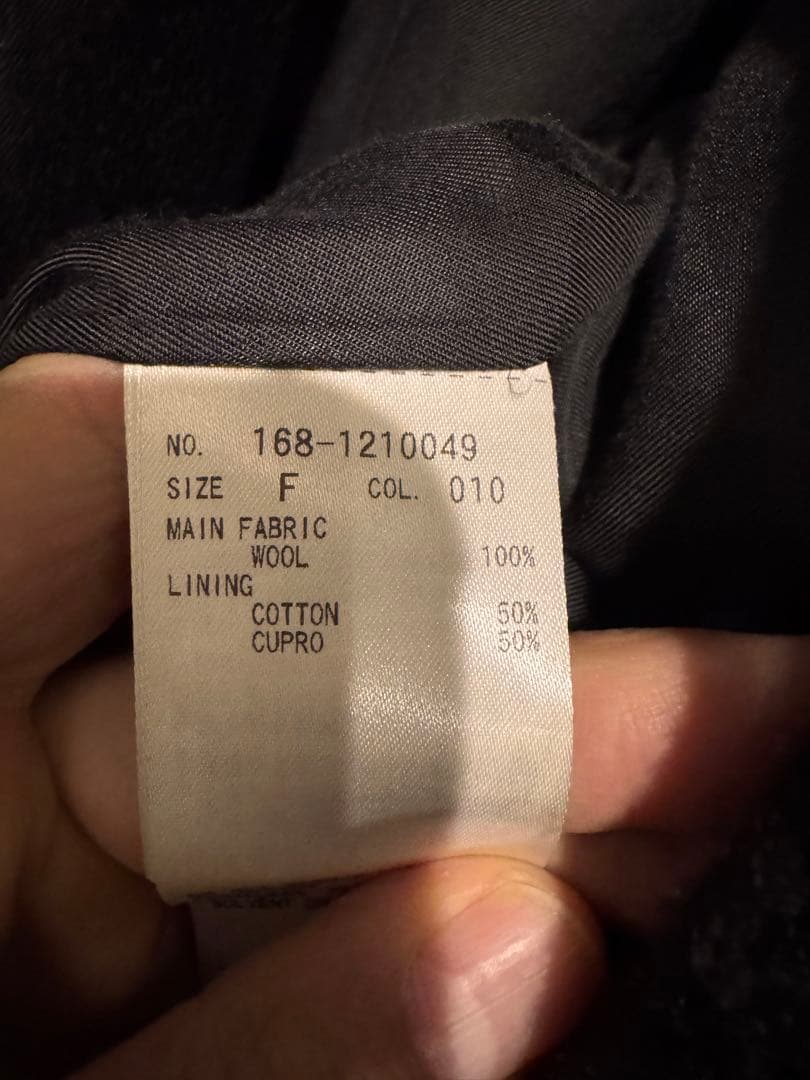 NO. 168-1210049
SIZE F COL. 010
MAIN FABRIC
WOOL 100%
LINING
COTTON 50%
CUPRO 50%